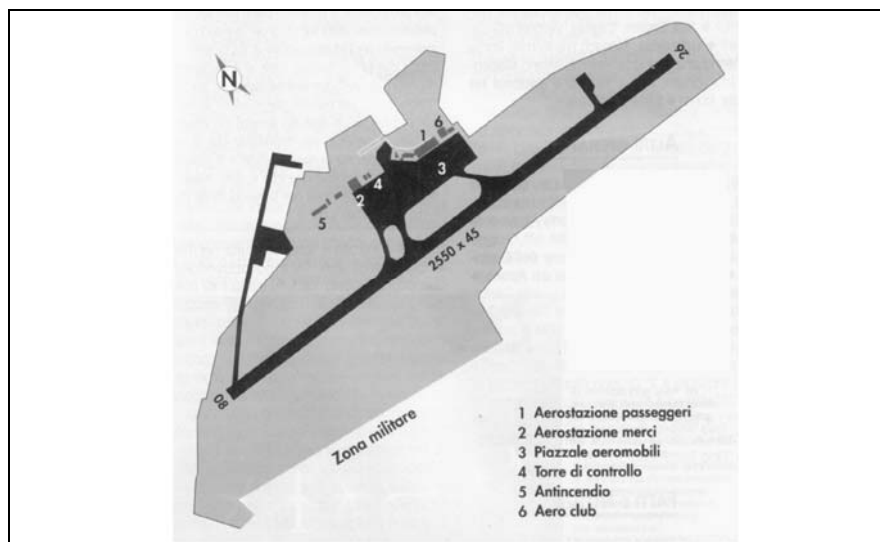 N
26
6
1
3
4
2
5
2550 x 45
08
Zona militare
1 Aerostazione passeggeri
2 Aerostazione merci
3 Piazzale aeromobili
4 Torre di controllo
5 Antincendio
6 Aero club